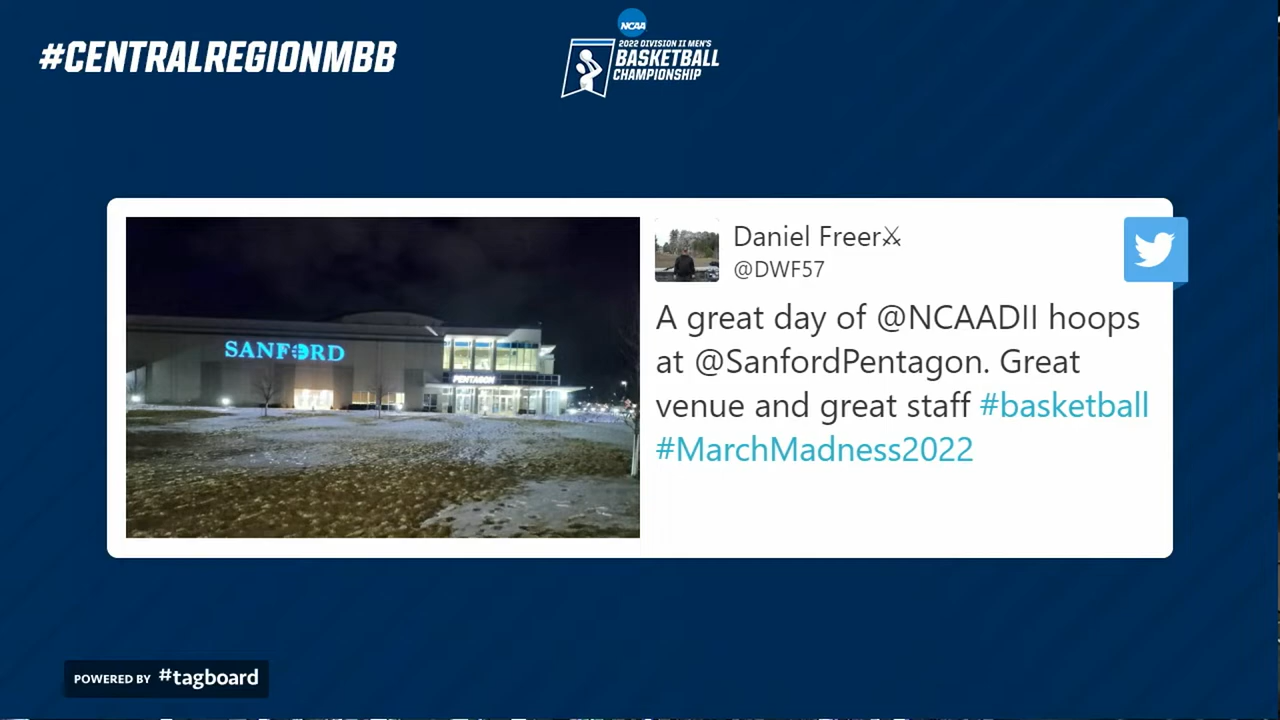 #CENTRALREGIONMBB
NCAA
2022 DIVISION II MEN'S
BASKETBALL
CHAMPIONSHIP
SANFORD
PENTAGON
Daniel Freer⚔
@DWF57
A great day of @NCAADII hoops
at @SanfordPentagon. Great
venue and great staff #basketball
#MarchMadness2022
POWERED BY #tagboard